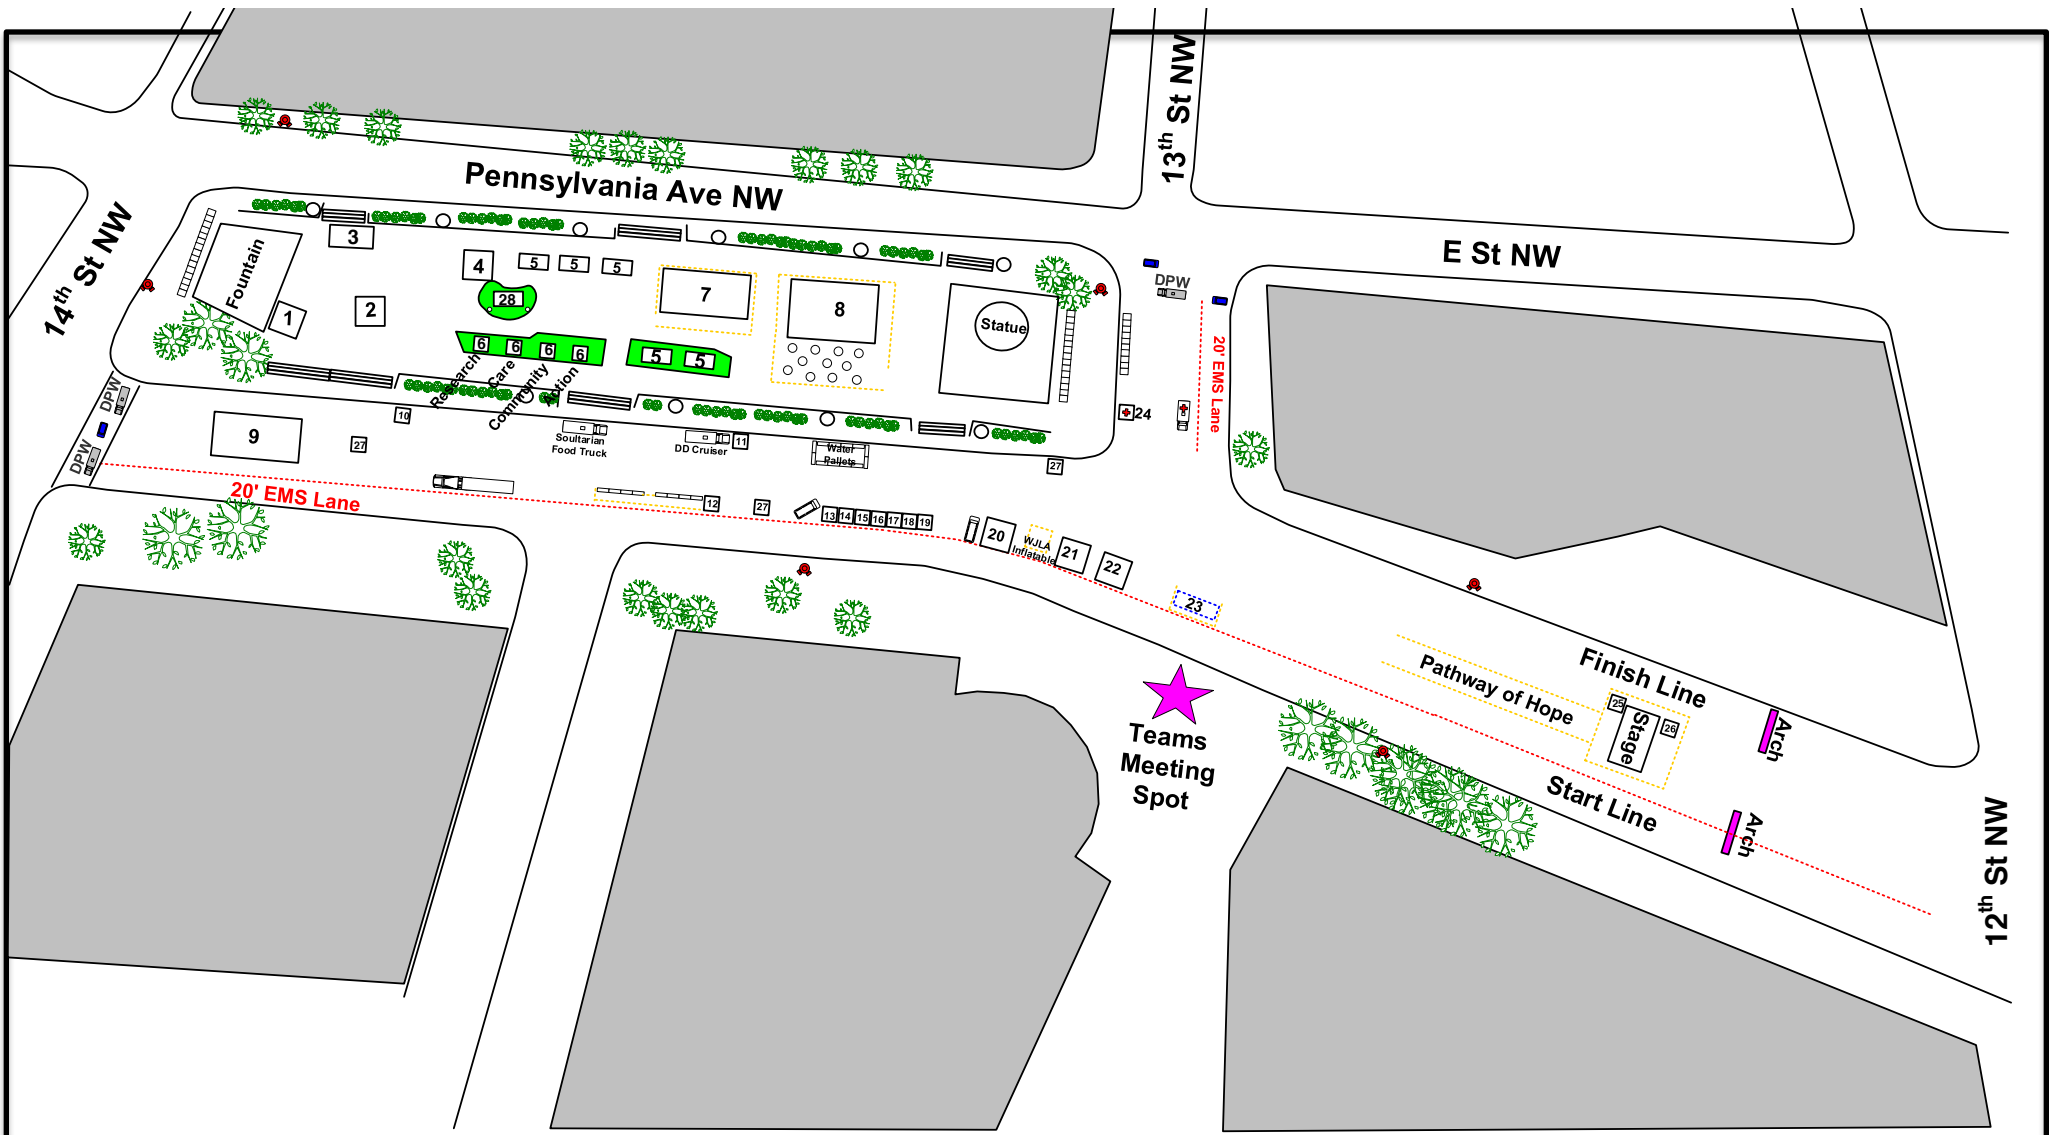 13th St NW
Pennsylvania Ave NW
E St NW
14th St NW
Fountain
3
4
5
5
5
28
7
8
Statue
1
2
DPW
20' EMS Lane
6
6
6
6
Research
Care
Community
Action
5
5
24
DPW
DPW
9
10
27
Soultarian
Food Truck
DD Cruiser
11
Water
Pallets
27
20' EMS Lane
12
27
13
14
15
16
17
18
19
20
WJLA
Inflatable
21
22
23
Finish Line
Pathway of Hope
25
Stage
26
Arch
Teams
Meeting
Spot
Start Line
Arch
12th St NW